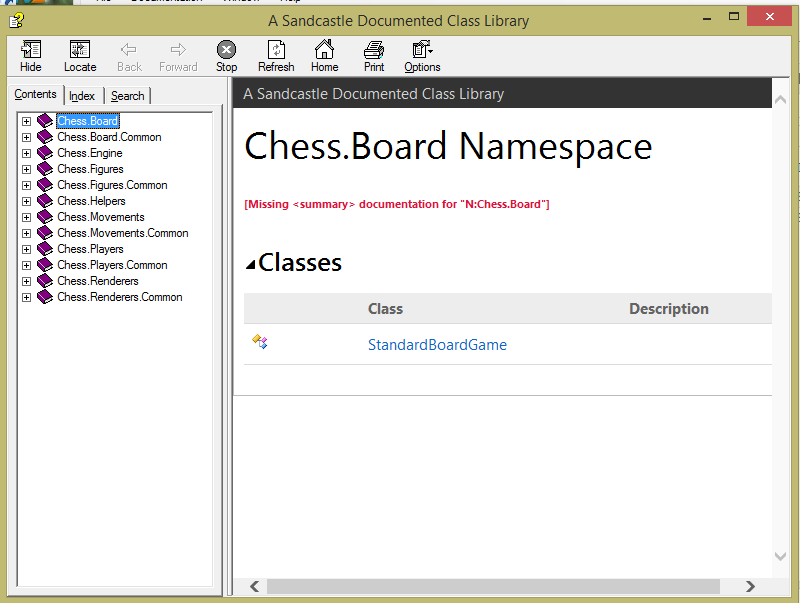 A Sandcastle Documented Class Library
Hide Locate Back Forward Stop Refresh Home Print Options
Contents Index Search
Chess.Board
Chess.Board.Common
Chess.Engine
Chess.Figures
Chess.Figures.Common
Chess.Helpers
Chess.Movements
Chess.Movements.Common
Chess.Players
Chess.Players.Common
Chess.Renderers
Chess.Renderers.Common
A Sandcastle Documented Class Library
Chess.Board Namespace
[Missing <summary> documentation for "N:Chess.Board"]
Classes
Class Description
StandardBoardGame